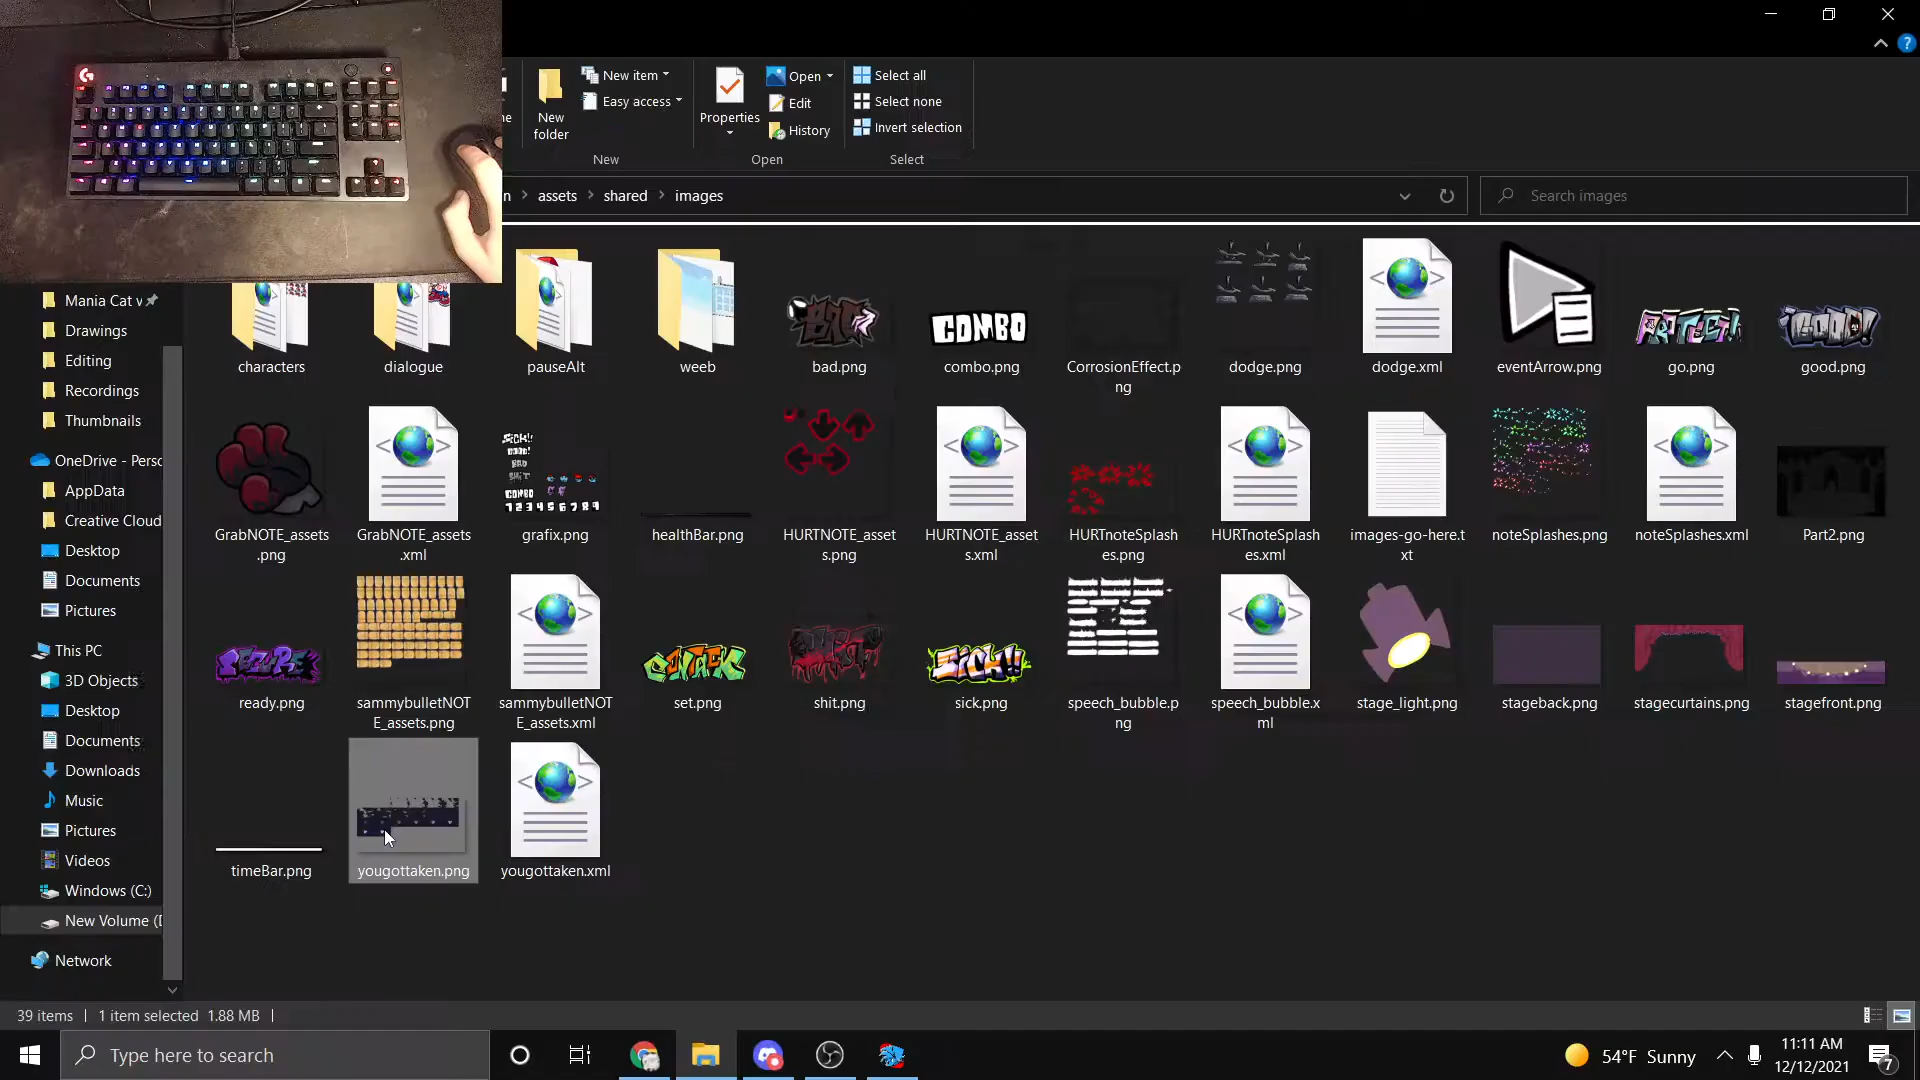 New item
Easy access
New
folder
New
Properties
Open
Edit
History
Open
Select all
Select none
Invert selection
Select
assets > shared > images
Search images
Mania Cat
Drawings
Editing
Recordings
Thumbnails
OneDrive - Perso
AppData
Creative Cloud
Desktop
Documents
Pictures
This PC
3D Objects
Desktop
Documents
Downloads
Music
Pictures
Videos
Windows (C:)
New Volume (D
Network
characters
dialogue
pauseAlt
weeb
bad.png
COMBO
combo.png
CorrosionEffect.p
ng
dodge.png
dodge.xml
eventArrow.png
go.png
GOOD!
good.png
GrabNOTE_assets
.png
GrabNOTE_assets
.xml
grafix.png
healthBar.png
HURTNOTE_asset
s.png
HURTNOTE_asset
s.xml
HURTnoteSplash
es.png
HURTnoteSplash
es.xml
images-go-here.t
xt
noteSplashes.png
noteSplashes.xml
Part2.png
ready.png
sammybulletNOT
E_assets.png
sammybulletNOT
E_assets.xml
set.png
shit.png
SICK!!
sick.png
speech_bubble.p
ng
speech_bubble.x
ml
stage_light.png
stageback.png
stagecurtains.png
stagefront.png
timeBar.png
yougottaken.png
yougottaken.xml
39 items | 1 item selected 1.88 MB |
Type here to search
54°F Sunny
11:11 AM
12/12/2021
7